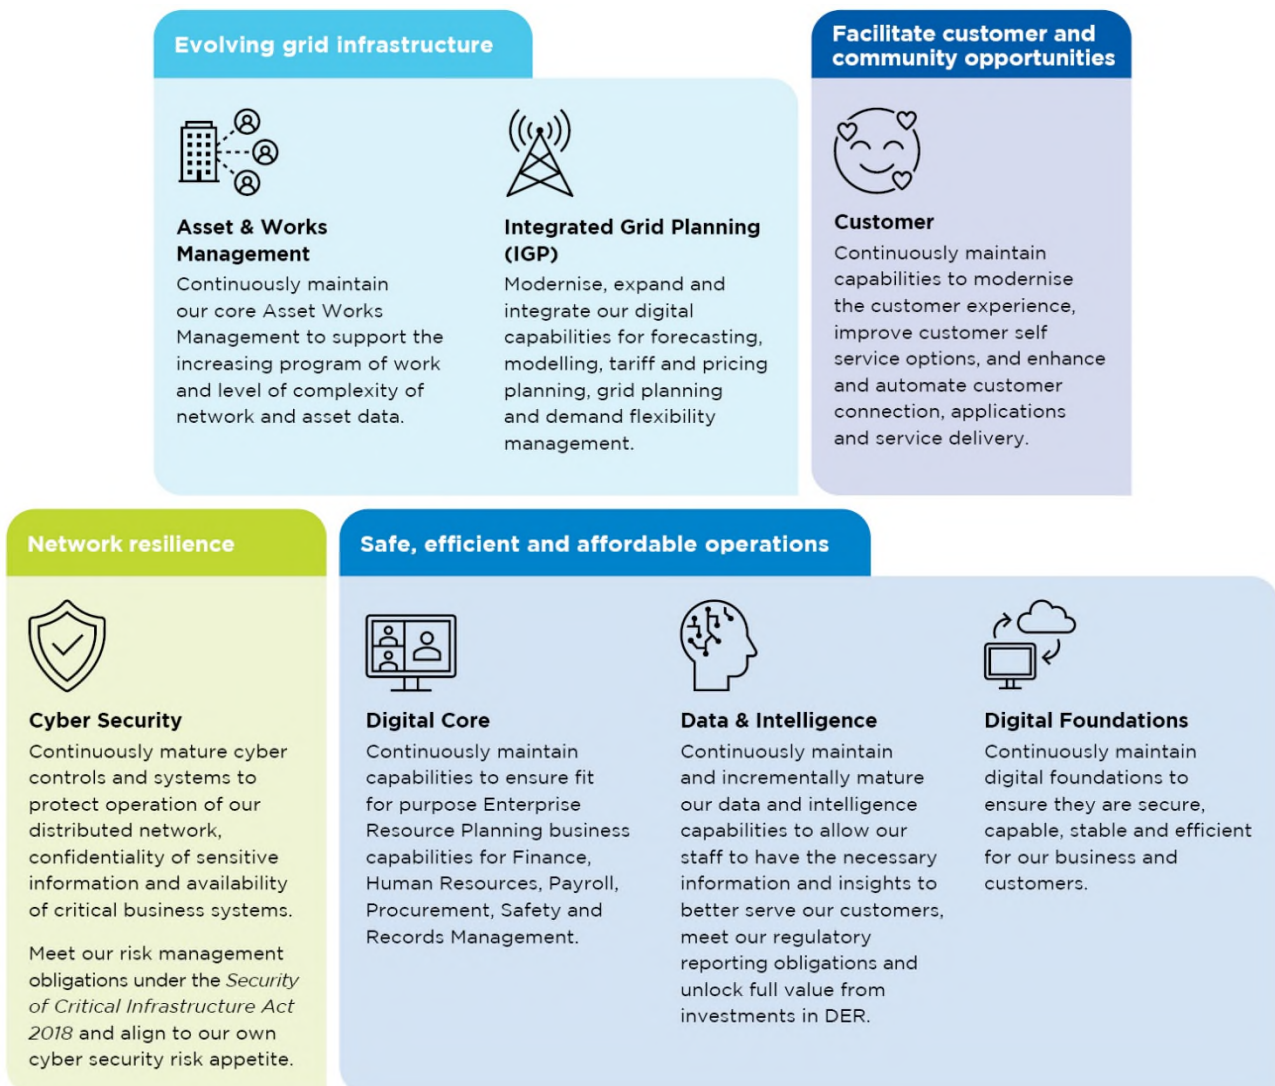 Evolving grid infrastructure
Asset & Works
Management
Continuously maintain
our core Asset Works
Management to support the
increasing program of work
and level of complexity of
network and asset data.
Integrated Grid Planning
(IGP)
Modernise, expand and
integrate our digital
capabilities for forecasting,
modelling, tariff and pricing
planning, grid planning
and demand flexibility
management.
Facilitate customer and
community opportunities
Customer
Continuously maintain
capabilities to modernise
the customer experience,
improve customer self
service options, and enhance
and automate customer
connection, applications
and service delivery.
Network resilience
Cyber Security
Continuously mature cyber
controls and systems to
protect operation of our
distributed network,
confidentiality of sensitive
information and availability
of critical business systems.
Meet our risk management
obligations under the Security
of Critical Infrastructure Act
2018 and align to our own
cyber security risk appetite.
Safe, efficient and affordable operations
Digital Core
Continuously maintain
capabilities to ensure fit
for purpose Enterprise
Resource Planning business
capabilities for Finance,
Human Resources, Payroll,
Procurement, Safety and
Records Management.
Data & Intelligence
Continuously maintain
and incrementally mature
our data and intelligence
capabilities to allow our
staff to have the necessary
information and insights to
better serve our customers,
meet our regulatory
reporting obligations and
unlock full value from
investments in DER.
Digital Foundations
Continuously maintain
digital foundations to
ensure they are secure,
capable, stable and efficient
for our business and
customers.